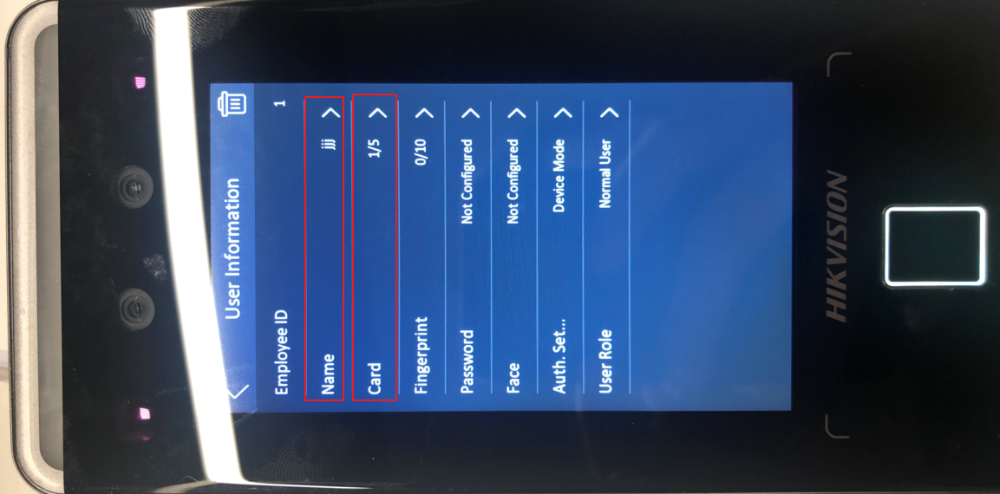 User Information
Employee ID 1
Name jjj
Card 1/5
Fingerprint 0/10
Password Not Configured
Face Not Configured
Auth. Set... Device Mode
User Role Normal User
HIKVISION